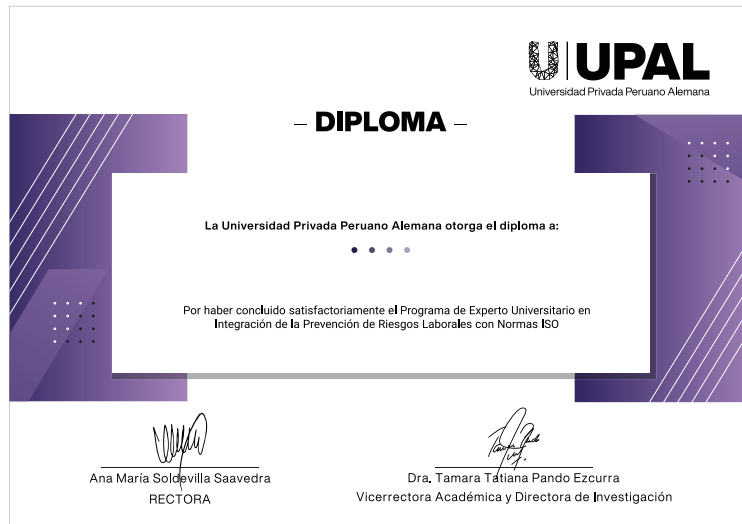 UPAL
Universidad Privada Peruano Alemana
– DIPLOMA –
La Universidad Privada Peruano Alemana otorga el diploma a:
Por haber concluido satisfactoriamente el Programa de Experto Universitario en
Integración de la Prevención de Riesgos Laborales con Normas ISO
Ana María Soldevilla Saavedra
RECTORA
Dra. Tamara Tatiana Pando Ezcurra
Vicerrectora Académica y Directora de Investigación